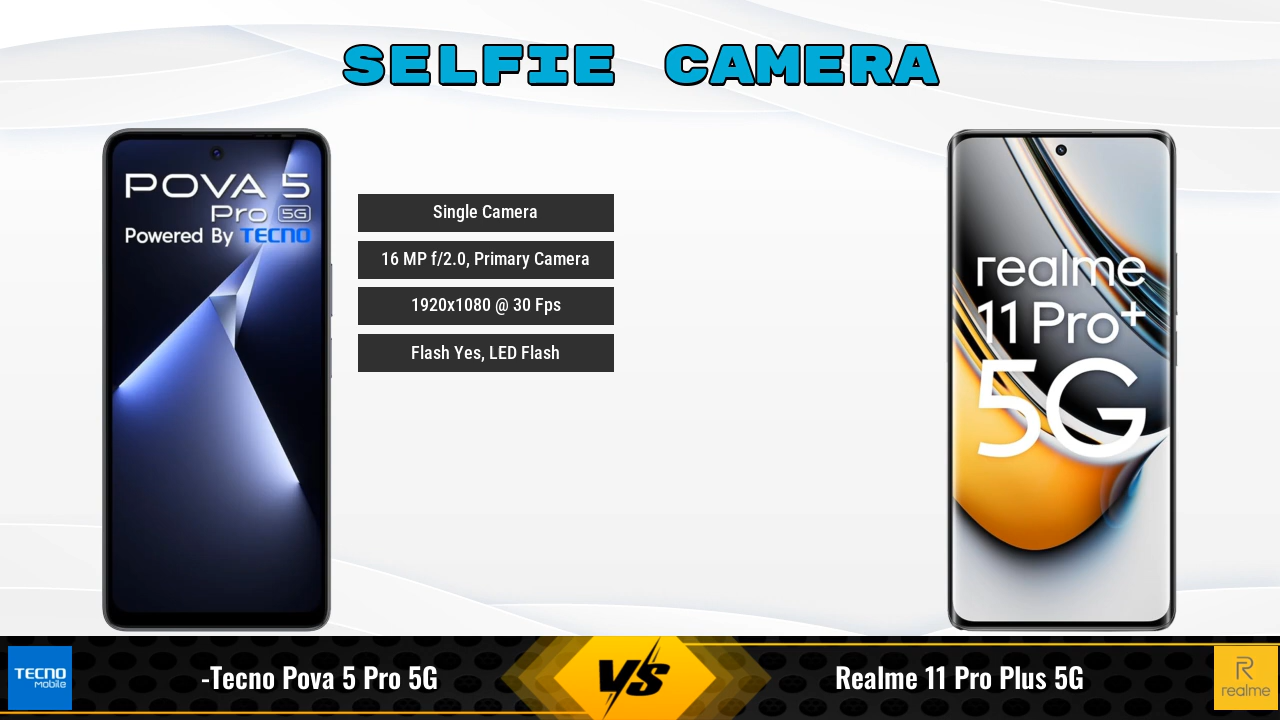 SELFIE CAMERA
POVA 5
Pro 5G
Powered By TECNO
Single Camera
16 MP f/2.0, Primary Camera
1920x1080 @ 30 Fps
Flash Yes, LED Flash
realme
11 Pro+
5G
TECNO
mobile
-Tecno Pova 5 Pro 5G
VS
Realme 11 Pro Plus 5G
R
realme